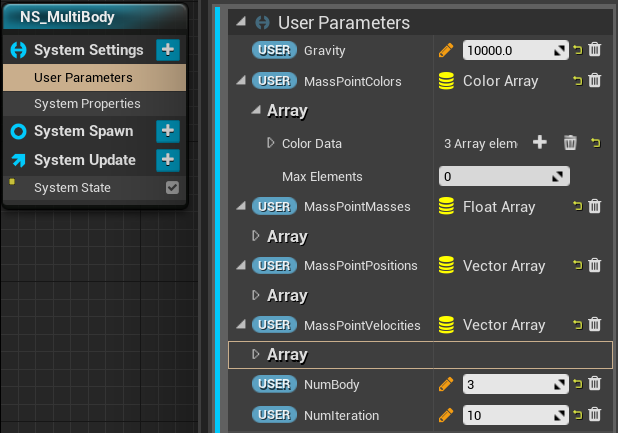 NS_MultiBody
System Settings
User Parameters
System Properties
System Spawn
System Update
System State
User Parameters
USER Gravity 10000.0
USER MassPointColors Color Array
Array
Color Data 3 Array elem
Max Elements 0
USER MassPointMasses Float Array
Array
USER MassPointPositions Vector Array
Array
USER MassPointVelocities Vector Array
Array
USER NumBody 3
USER NumIteration 10